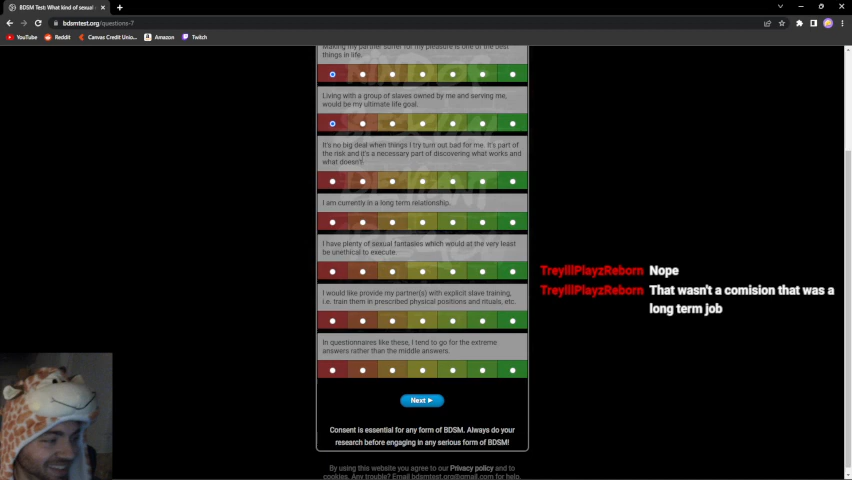 BDSM Test: What kind of sexual
bdsmtest.org/questions-7
YouTube Reddit Canvas Credit Unio... Amazon Twitch
Making my partner suffer for my pleasure is one of the best
things in life.
Living with a group of slaves owned by me and serving me,
would be my ultimate life goal.
It's no big deal when things I try turn out bad for me. It's part of
the risk and it's a necessary part of discovering what works and
what doesn't!
I am currently in a long term relationship.
I have plenty of sexual fantasies which would at the very least
be unethical to execute.
I would like provide my partner(s) with explicit slave training,
i.e. train them in prescribed physical positions and rituals, etc.
In questionnaires like these, I tend to go for the extreme
answers rather than the middle answers.
Next
Consent is essential for any form of BDSM. Always do your
research before engaging in any serious form of BDSM!
By using this website you agree to our Privacy policy and to
cookies. Any trouble? Email bdsmtest.org@gmail.com for help.
TreylllPlayzReborn Nope
TreylllPlayzReborn That wasn't a comision that was a
long term job